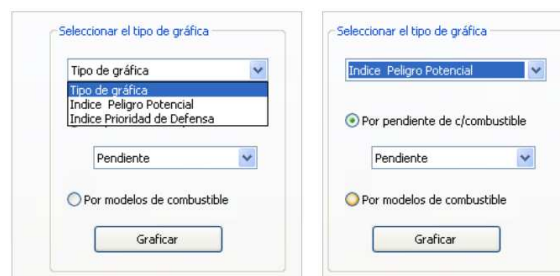 Seleccionar el tipo de gráfica
Tipo de gráfica
Tipo de gráfica
Indice Peligro Potencial
Indice Prioridad de Defensa
Pendiente
Por modelos de combustible
Graficar
Seleccionar el tipo de gráfica
Indice Peligro Potencial
Por pendiente de c/combustible
Pendiente
Por modelos de combustible
Graficar